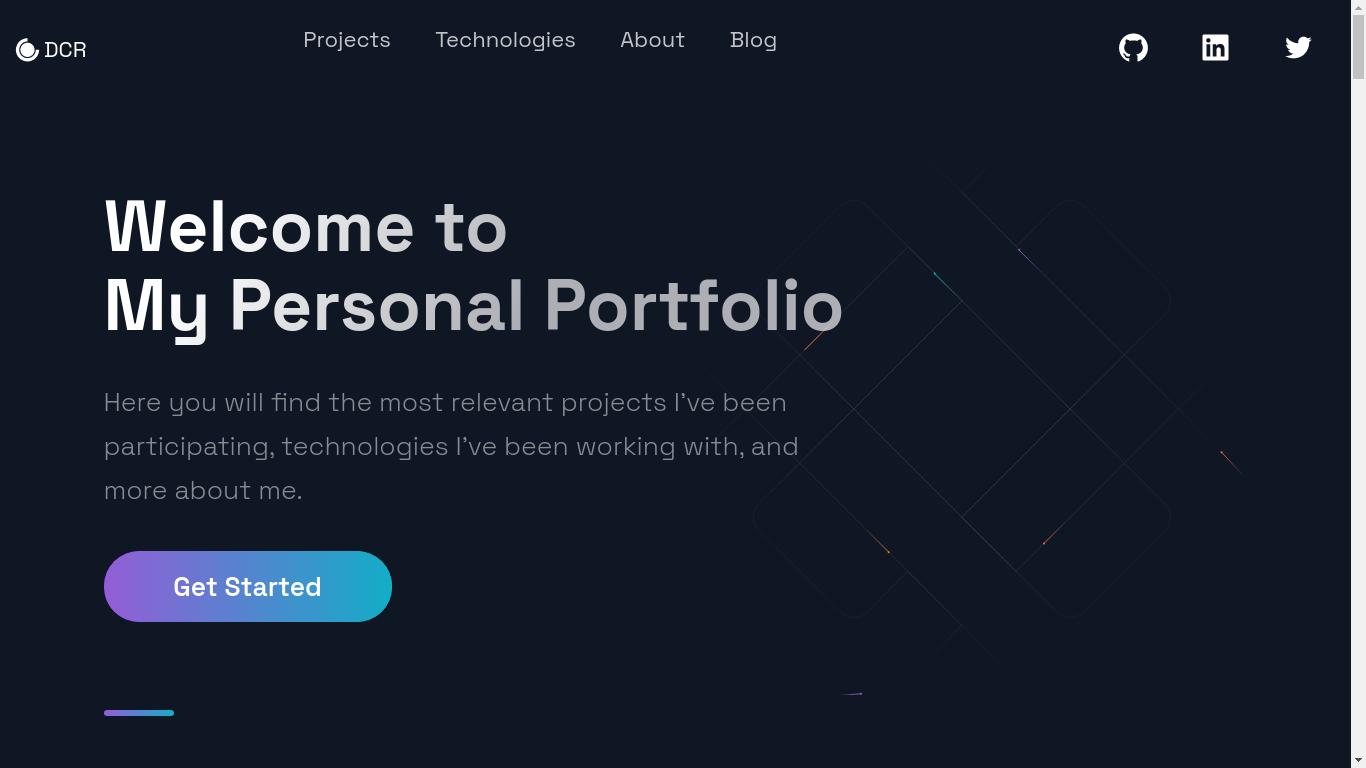 DCR
Projects
Technologies
About
Blog
Welcome to
My Personal Portfolio
Here you will find the most relevant projects I've been
participating, technologies I've been working with, and
more about me.
Get Started